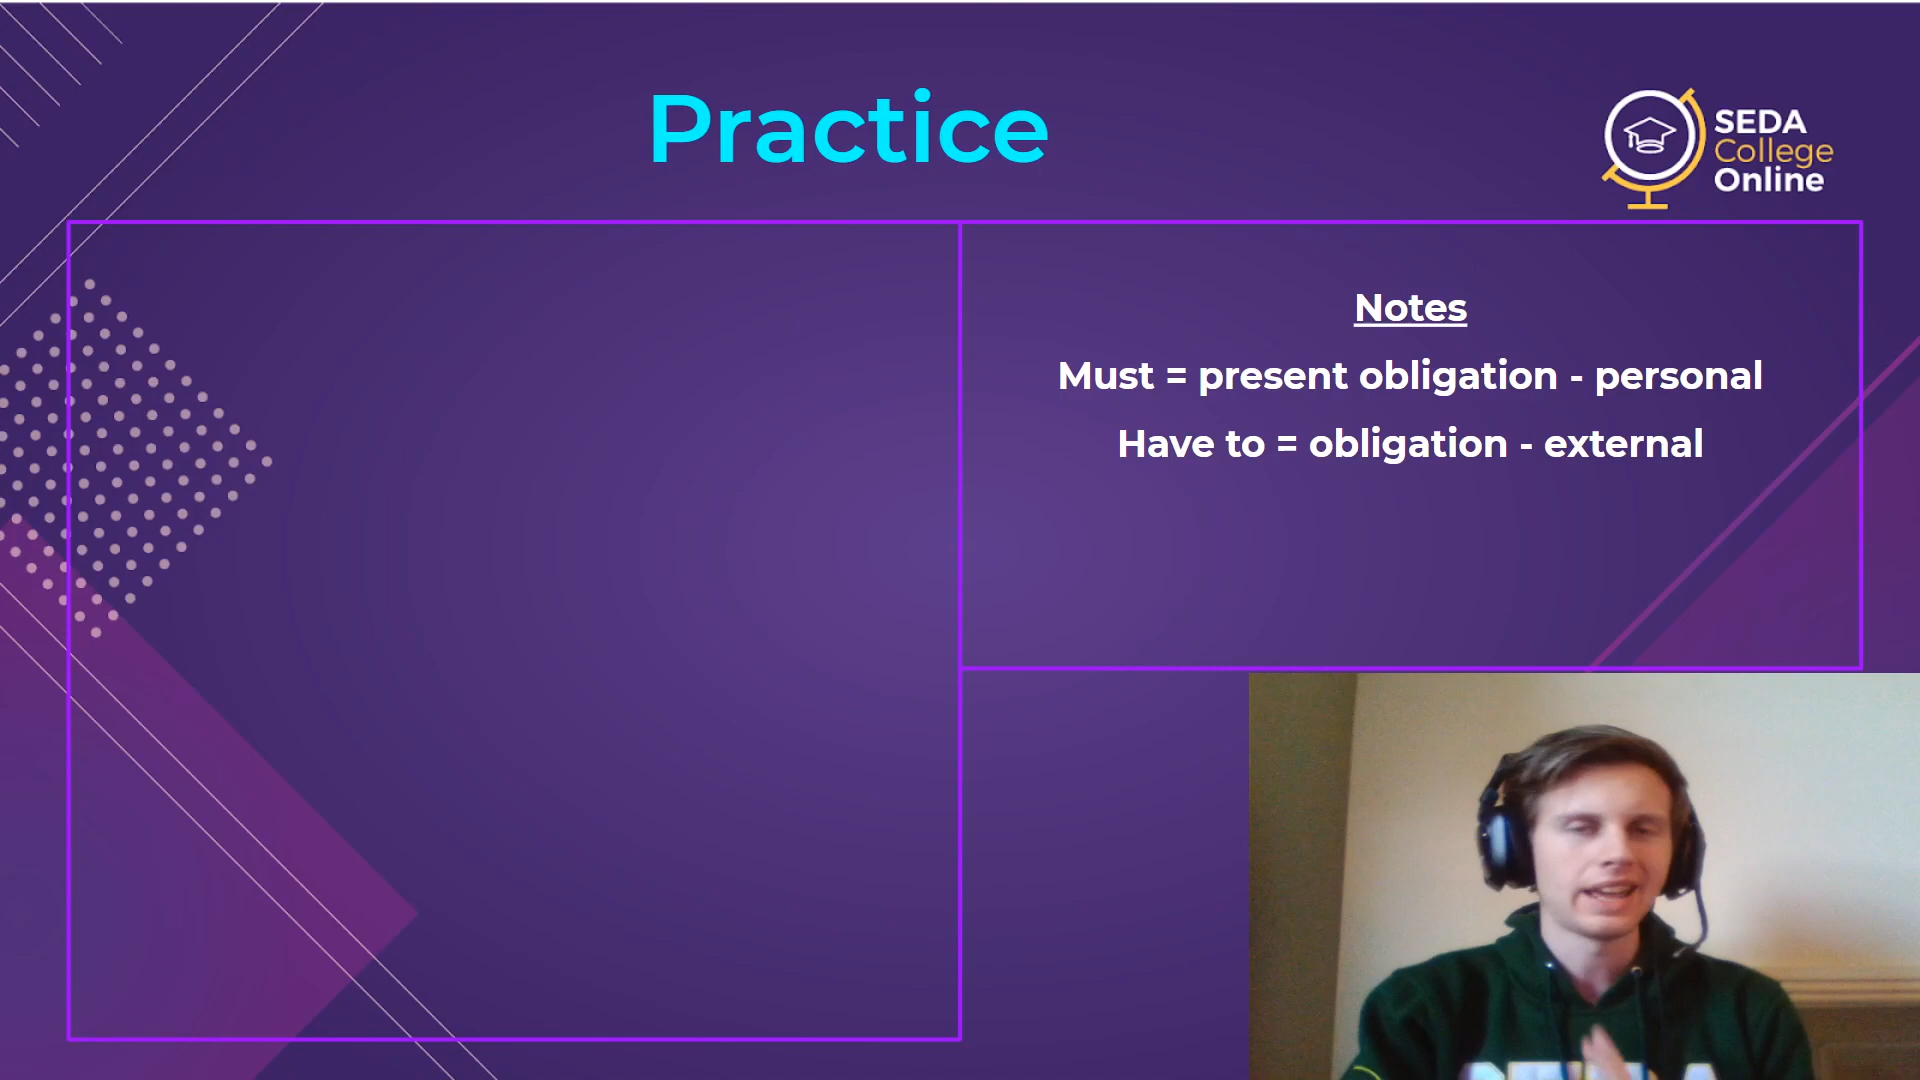 Practice
SEDA
College
Online
Notes
Must = present obligation - personal
Have to = obligation - external